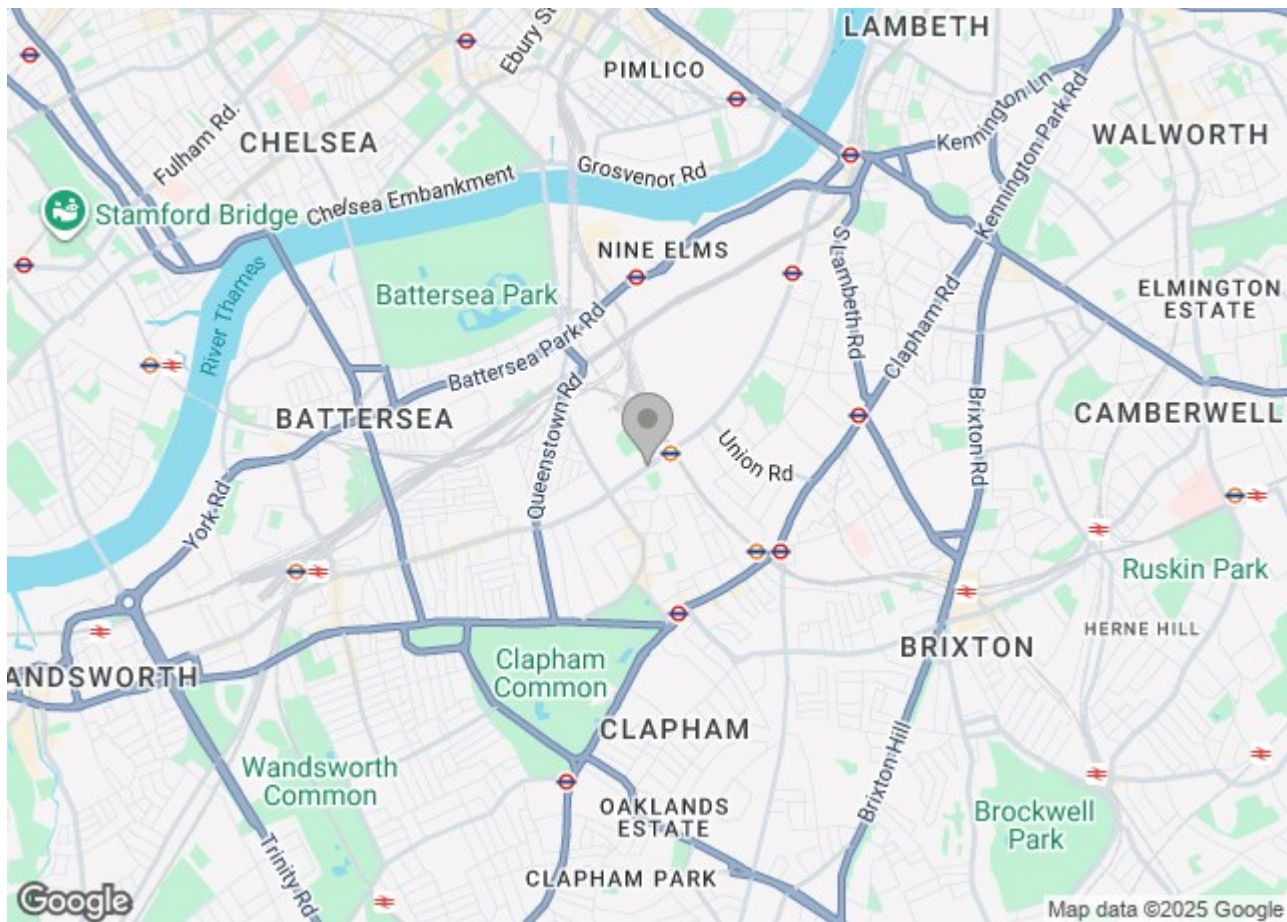 LAMBETH
Ebury St
PIMLICO
Kennington Ln
Fulham Rd.
CHELSEA
WALWORTH
Kennington Park Rd
Grosvenor Rd
Chelsea Embankment
Stamford Bridge
NINE ELMS
S Lambeth Rd
ELMINGTON
ESTATE
Battersea Park
River Thames
Clapham Rd
Battersea Park Rd
BATTERSEA
Queenstown Rd
Union Rd
Brixton Rd
CAMBERWELL
York Rd
Ruskin Park
HERNE HILL
BRIXTON
ANDSWORTH
Clapham
Common
CLAPHAM
Wandsworth
Common
Brixton Hill
OAKLANDS
ESTATE
Brockwell
Park
Trinity Rd
CLAPHAM PARK
Google
Map data ©2025 Google